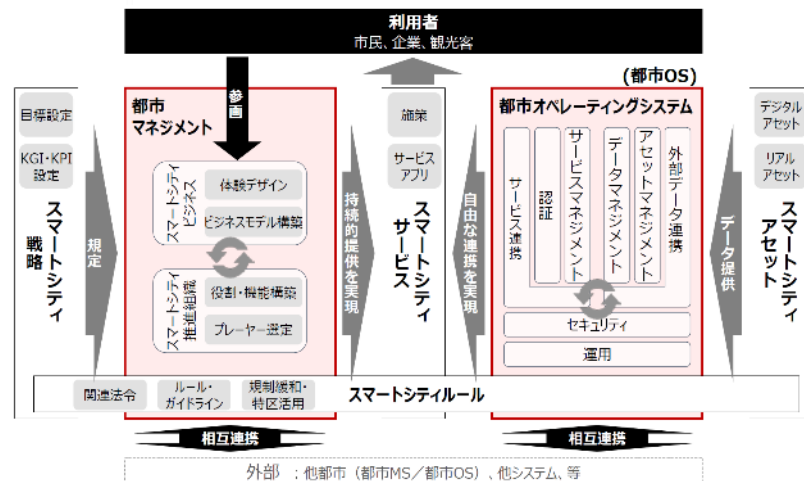 利用者
市民、企業、観光客
(都市OS)
目標設定
KGI・KPI
設定
スマートシティ
戦略
規定
都市
マネジメント
参画
スマートシティ
ビジネス
体験デザイン
ビジネスモデル構築
スマートシティ
推進組織
役割・機能構築
プレーヤー選定
持続的提供を実現
施策
サービス
アプリ
スマートシティ
サービス
自由な連携を実現
都市オペレーティングシステム
サービス連携
認証
サービスマネジメント
データマネジメント
アセットマネジメント
外部データ連携
セキュリティ
運用
データ提供
デジタル
アセット
リアル
アセット
スマートシティ
アセット
関連法令
ルール・
ガイドライン
規制緩和・
特区活用
スマートシティルール
相互連携
相互連携
外部 ：他都市（都市MS／都市OS）、他システム、等